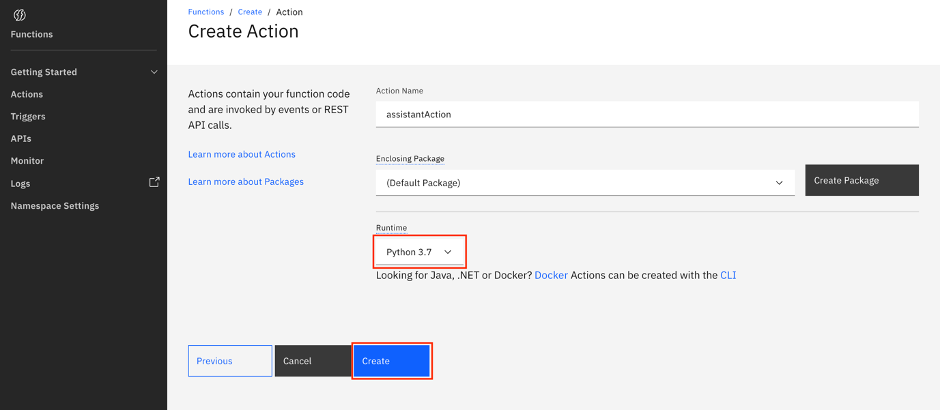 Functions
Getting Started
Actions
Triggers
APIs
Monitor
Logs
Namespace Settings
Functions / Create / Action
Create Action
Actions contain your function code
and are invoked by events or REST
API calls.
Learn more about Actions
Learn more about Packages
Action Name
assistantAction
Enclosing Package
(Default Package)
Create Package
Runtime
Python 3.7
Looking for Java, .NET or Docker? Docker Actions can be created with the CLI
Previous
Cancel
Create